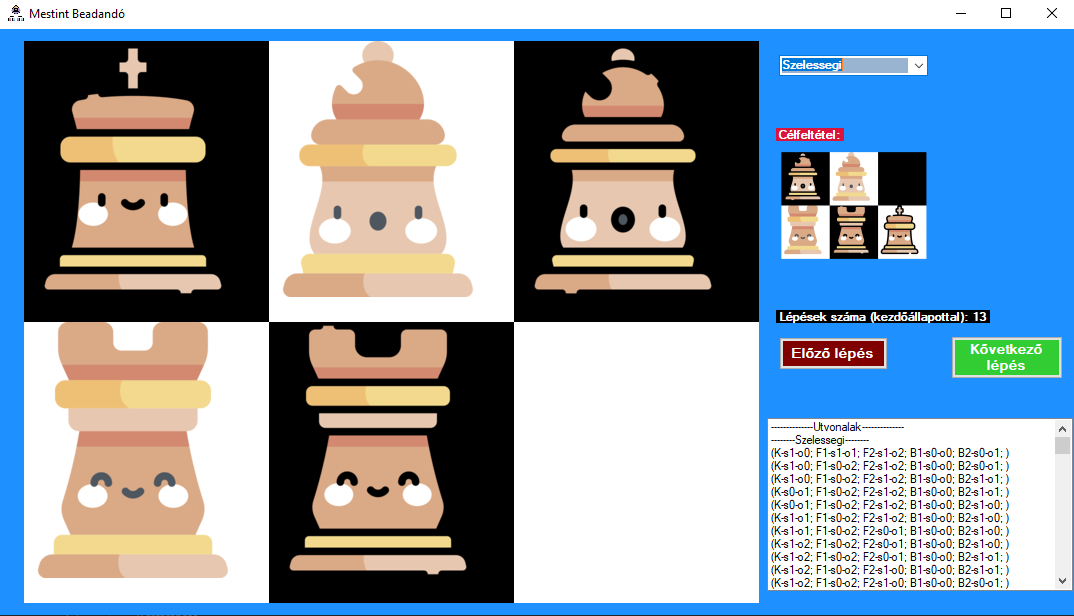 Mestint Beadandó
Szelessegi
Célfeltétel:
Lépések száma (kezdőállapottal): 13
Előző lépés
Kővetkező
lépés
--------------Utvonalak--------------
--------Szelessegi--------
(K-s1-o0; F1-s1-o1; F2-s1-o2; B1-s0-o0; B2-s0-o1; )
(K-s1-o0; F1-s0-o2; F2-s1-o2; B1-s0-o0; B2-s0-o1; )
(K-s1-o0; F1-s0-o2; F2-s1-o2; B1-s0-o0; B2-s1-o1; )
(K-s0-o1; F1-s0-o2; F2-s1-o2; B1-s0-o0; B2-s1-o1; )
(K-s0-o1; F1-s0-o2; F2-s1-o2; B1-s0-o0; B2-s1-o0; )
(K-s1-o1; F1-s0-o2; F2-s1-o2; B1-s0-o0; B2-s1-o0; )
(K-s1-o1; F1-s0-o2; F2-s0-o1; B1-s0-o0; B2-s1-o0; )
(K-s1-o2; F1-s0-o2; F2-s0-o1; B1-s0-o0; B2-s1-o0; )
(K-s1-o2; F1-s0-o2; F2-s0-o1; B1-s0-o0; B2-s1-o1; )
(K-s1-o2; F1-s0-o2; F2-s1-o0; B1-s0-o0; B2-s1-o1; )
(K-s1-o2; F1-s0-o2; F2-s1-o0; B1-s0-o0; B2-s0-o1; )